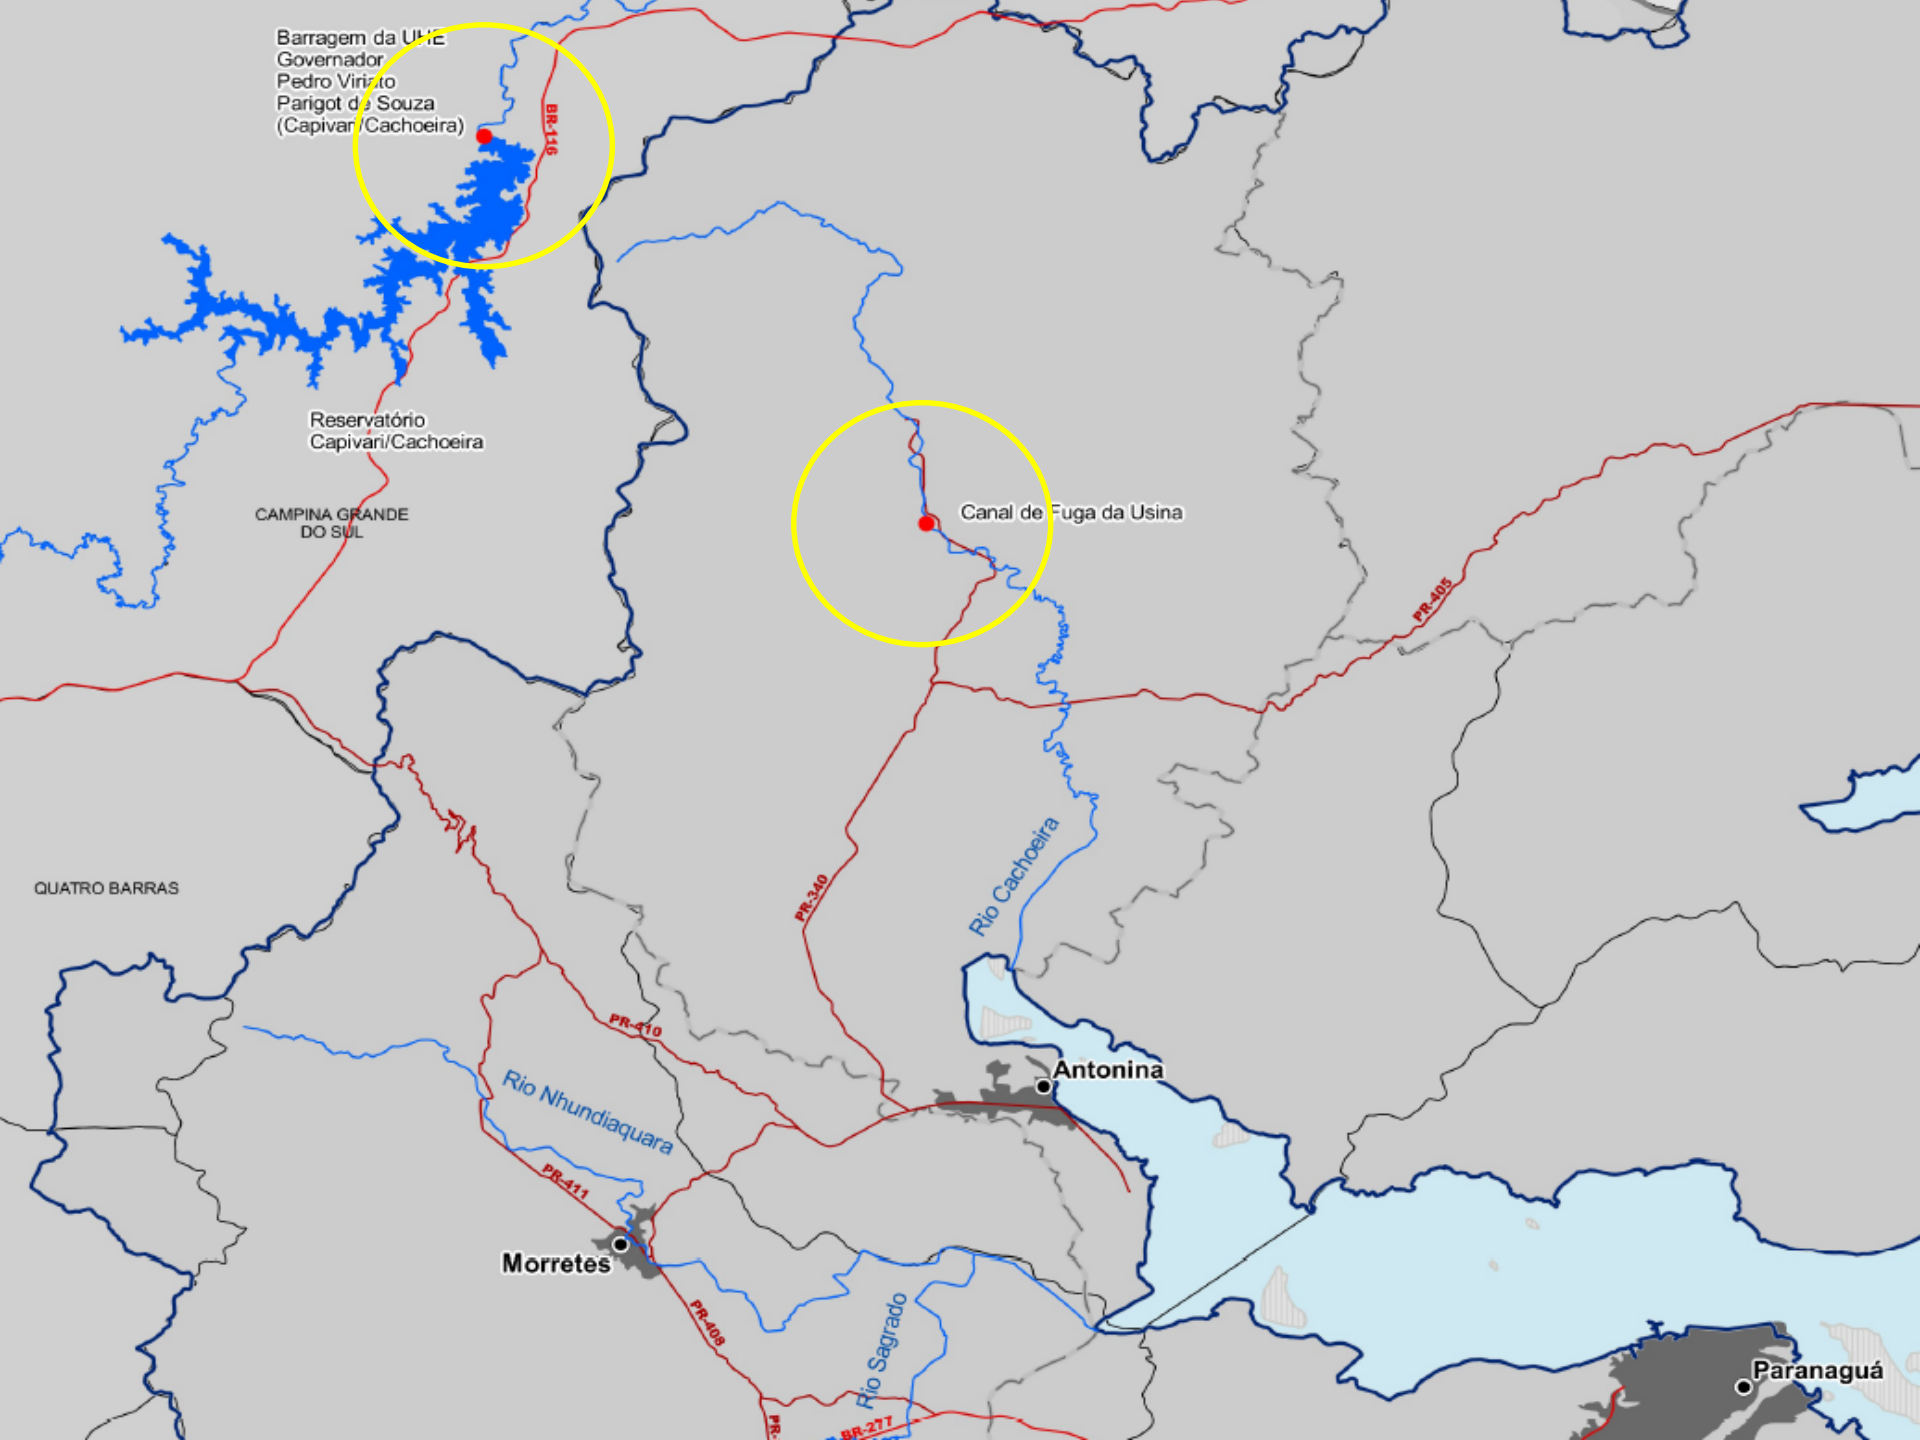 Barragem da UHE
Governador
Pedro Viriato
Parigot de Souza
(Capivari/Cachoeira)
BR-116
Reservatório
Capivari/Cachoeira
CAMPINA GRANDE
DO SUL
Canal de Fuga da Usina
PR-405
QUATRO BARRAS
PR-340
Rio Cachoeira
PR-410
Antonina
Rio Nhundiaquara
PR-411
Morretes
PR-408
Rio Sagrado
Paranaguá
PR-
BR-277